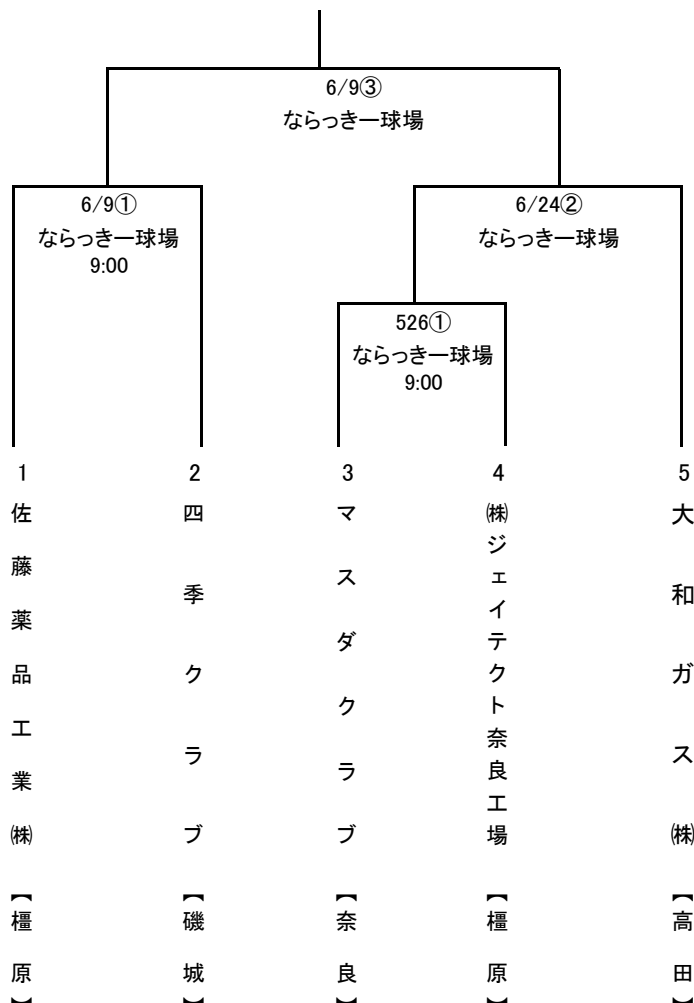 6/9③
ならっきー球場
6/9①
ならっきー球場
9:00
6/24②
ならっきー球場
526①
ならっきー球場
9:00
1
佐藤薬品工業㈱【橿原】
2
四季クラブ【磯城】
3
マスダクラブ【奈良】
4
㈱ジェイテクト奈良工場【橿原】
5
大和ガス㈱【高田】